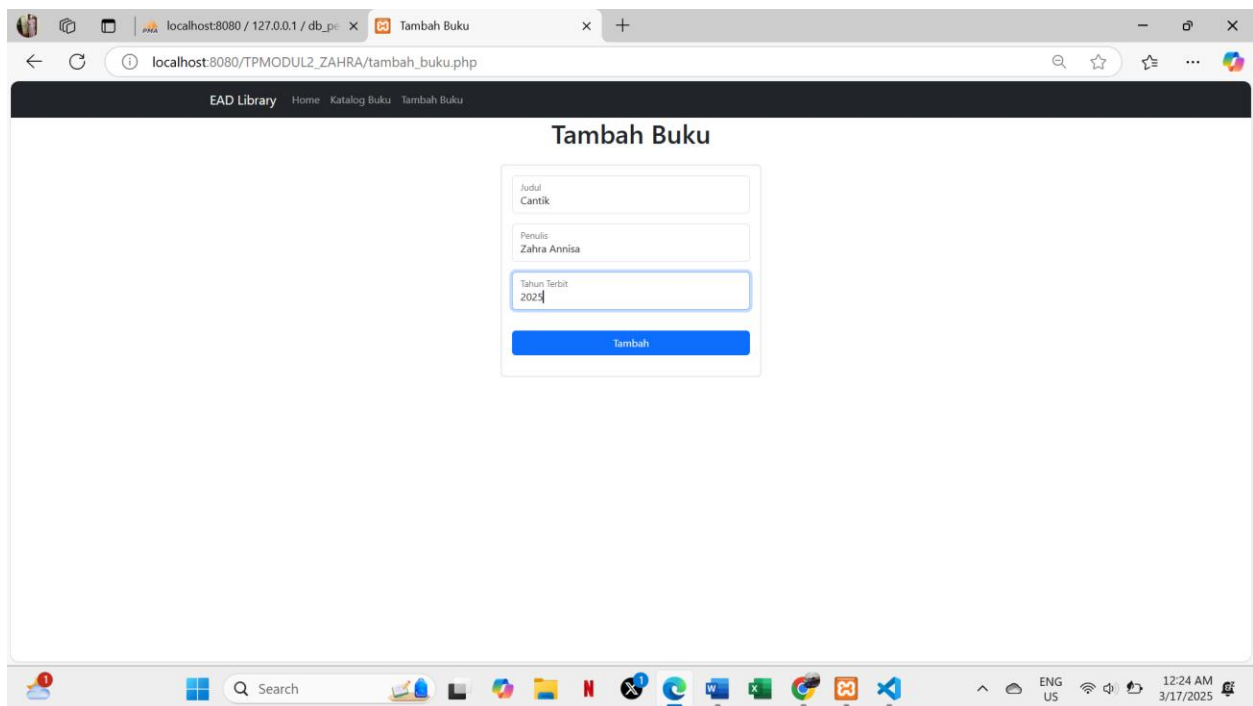 localhost:8080 / 127.0.0.1 / db_pe
Tambah Buku
localhost:8080/TPMODUL2_ZAHRA/tambah_buku.php
EAD Library Home Katalog Buku Tambah Buku
Tambah Buku
Judul
Cantik
Penulis
Zahra Annisa
Tahun Terbit
2025
Tambah
1
Search
N
1
ENG
US
12:24 AM
3/17/2025